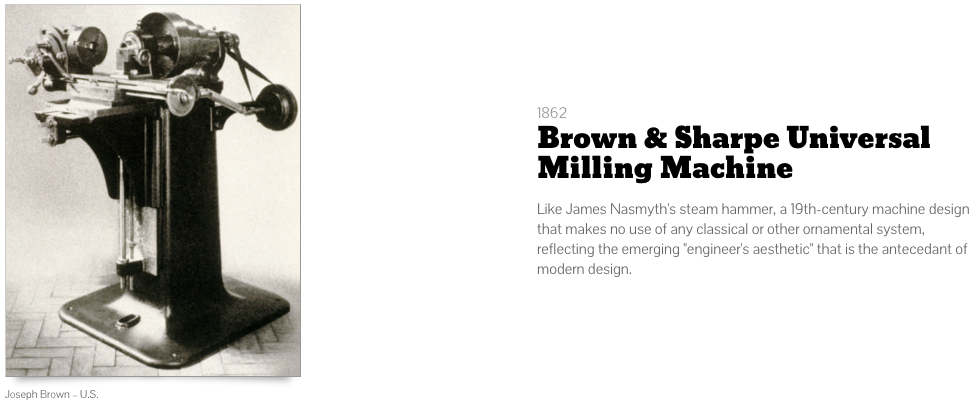 1862
Brown & Sharpe Universal
Milling Machine
Like James Nasmyth's steam hammer, a 19th-century machine design
that makes no use of any classical or other ornamental system,
reflecting the emerging "engineer's aesthetic" that is the antecedant of
modern design.
Joseph Brown - U.S.